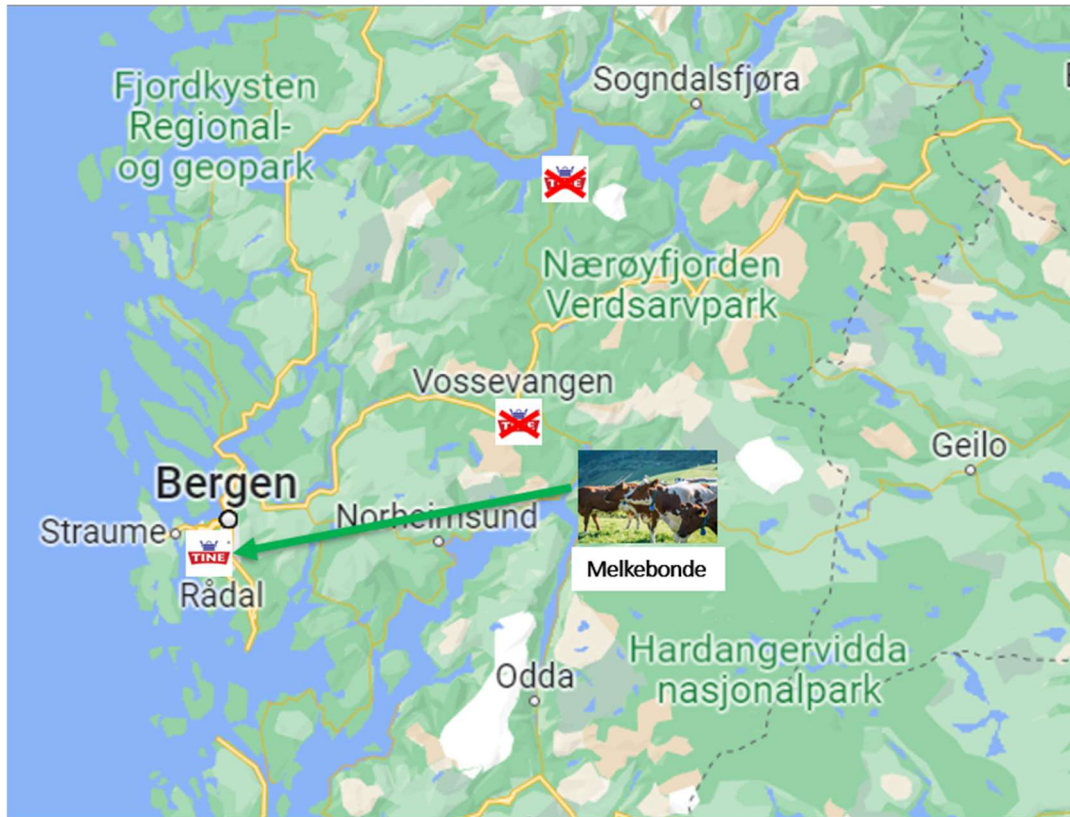 Sogndalsfjøra
Fjordkysten
Regional-
og geopark
TINE
Nærøyfjorden
Verdsarvpark
Vossevangen
TINE
Geilo
Bergen
Norheimsund
Straume
TINE
Melkebonde
Rådal
Hardangervidda
nasjonalpark
Odda